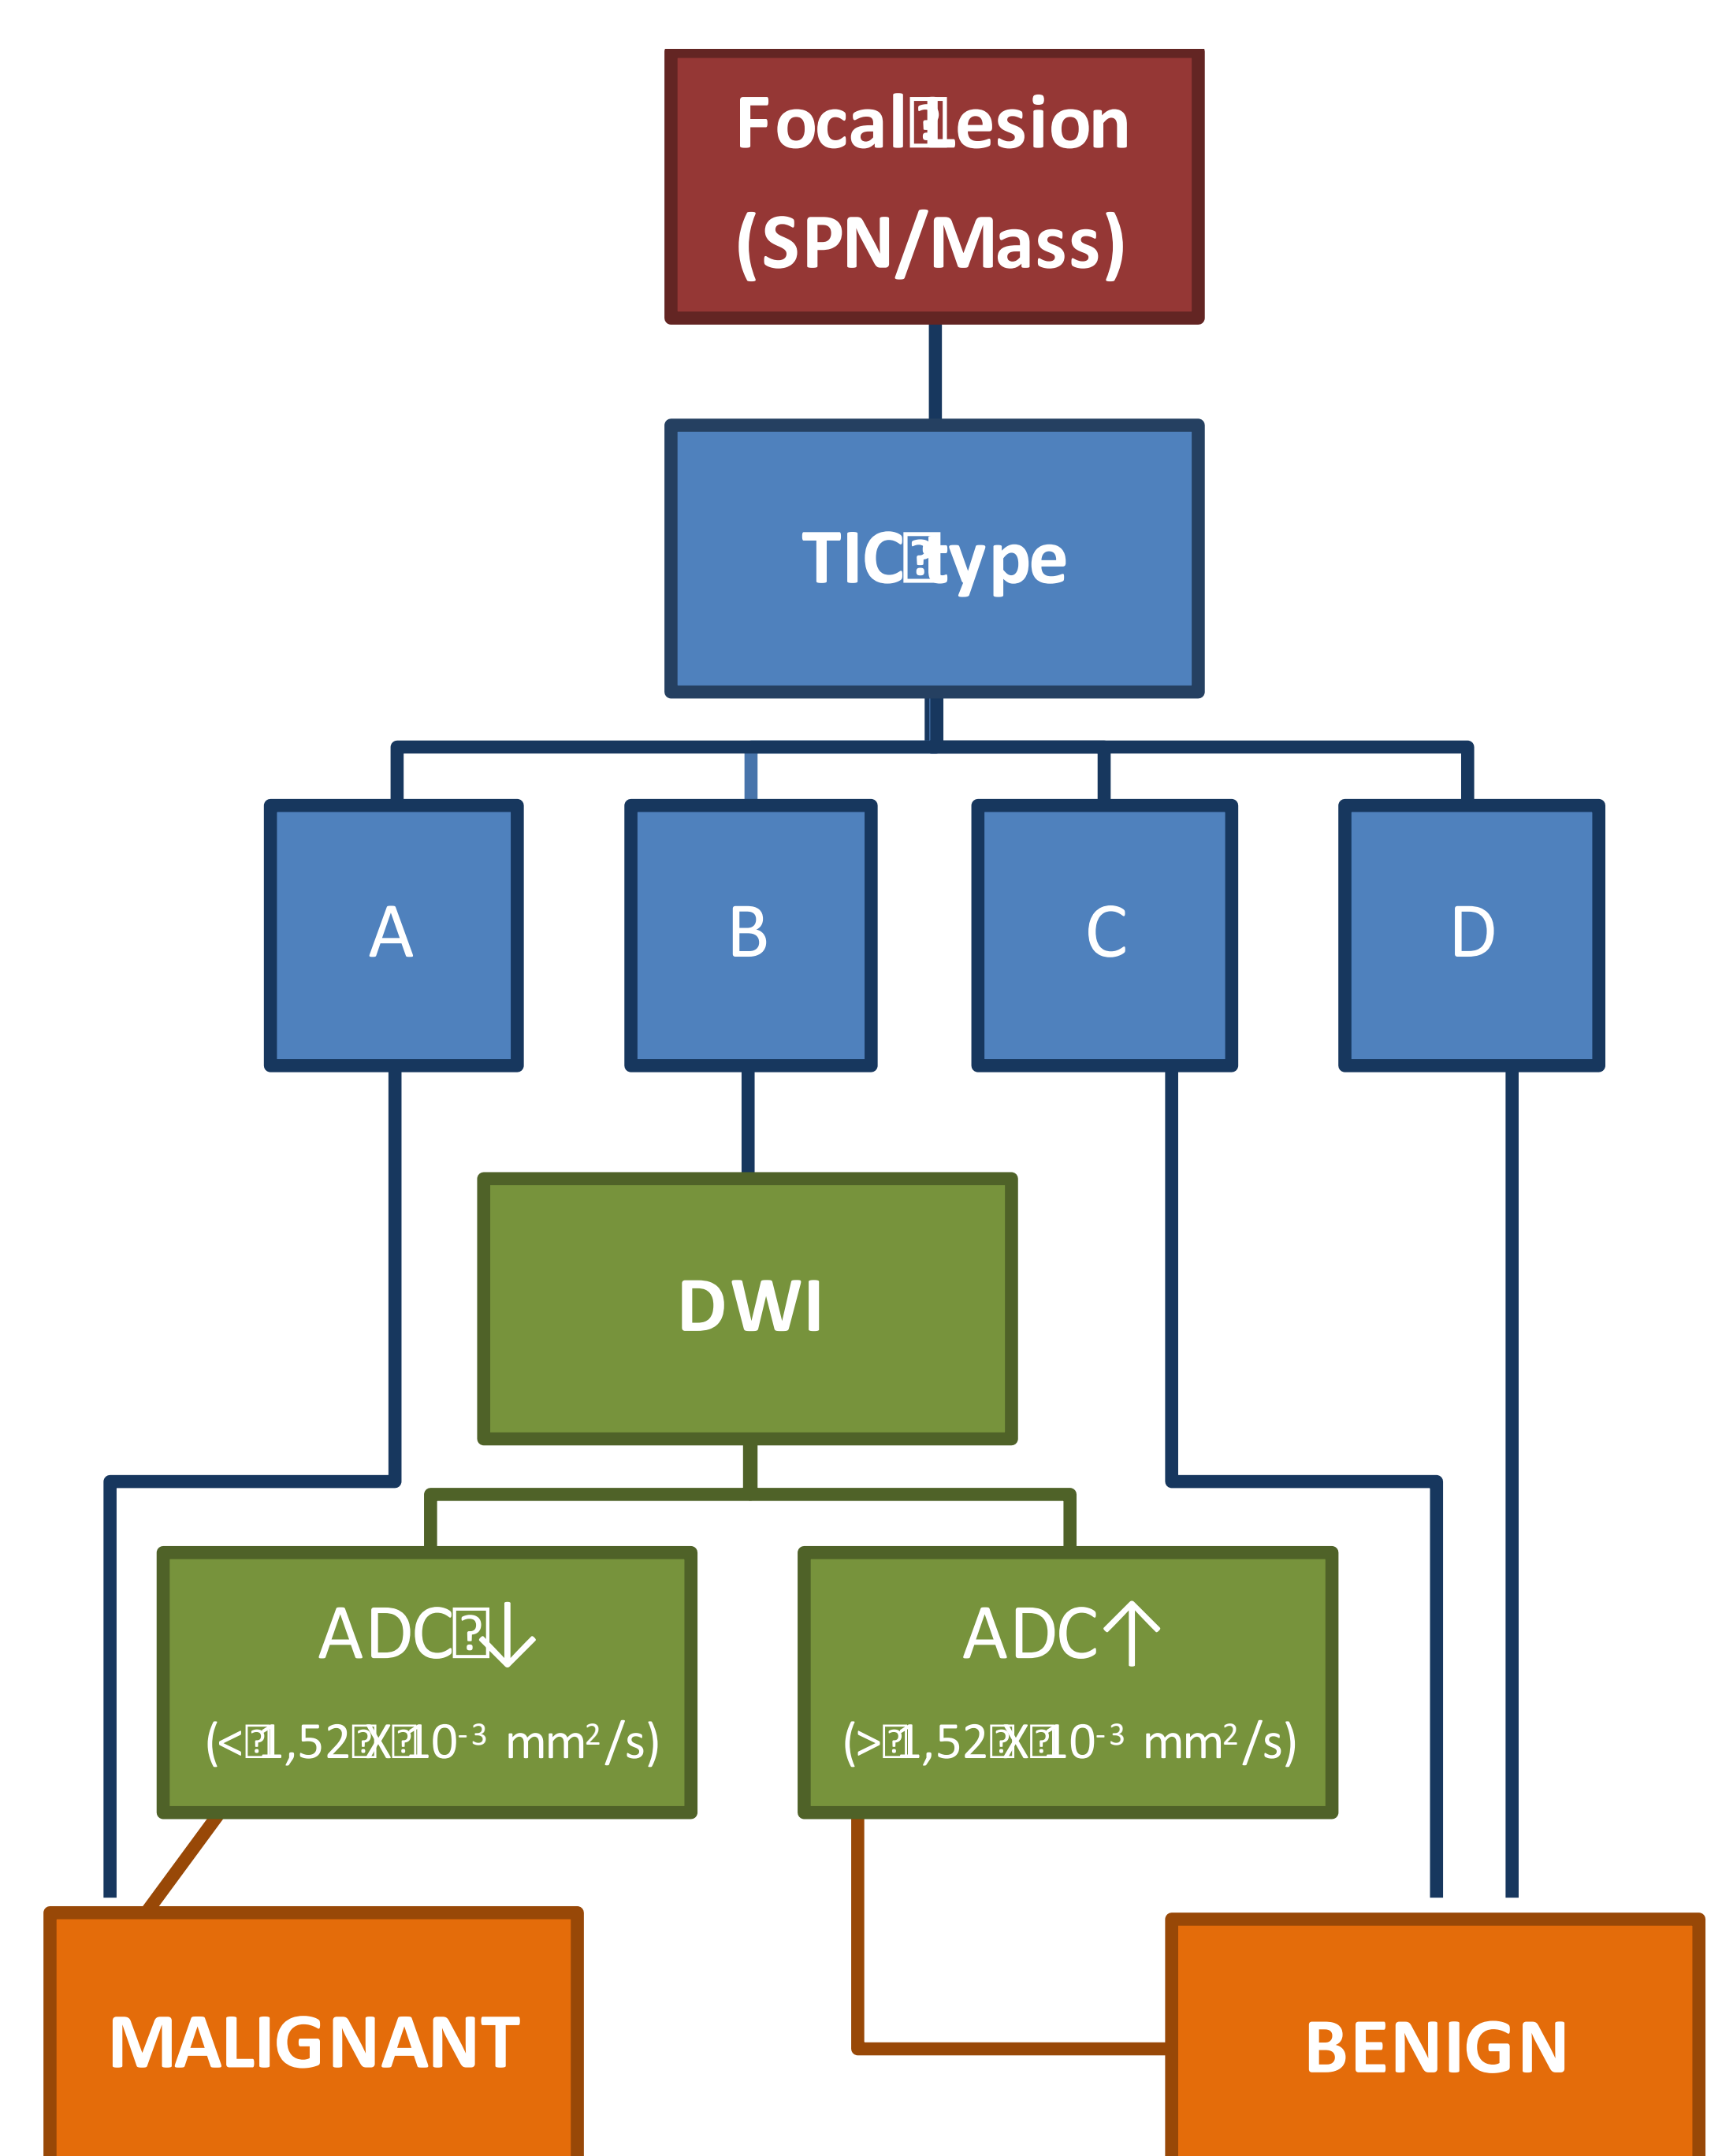 Focal Lesion
(SPN/Mass)
TIC type
A
B
C
D
DWI
ADC ↓
ADC↑
(< 1,52 X 10⁻³ mm²/s)
(> 1,52 X 10⁻³ mm²/s)
MALIGNANT
BENIGN